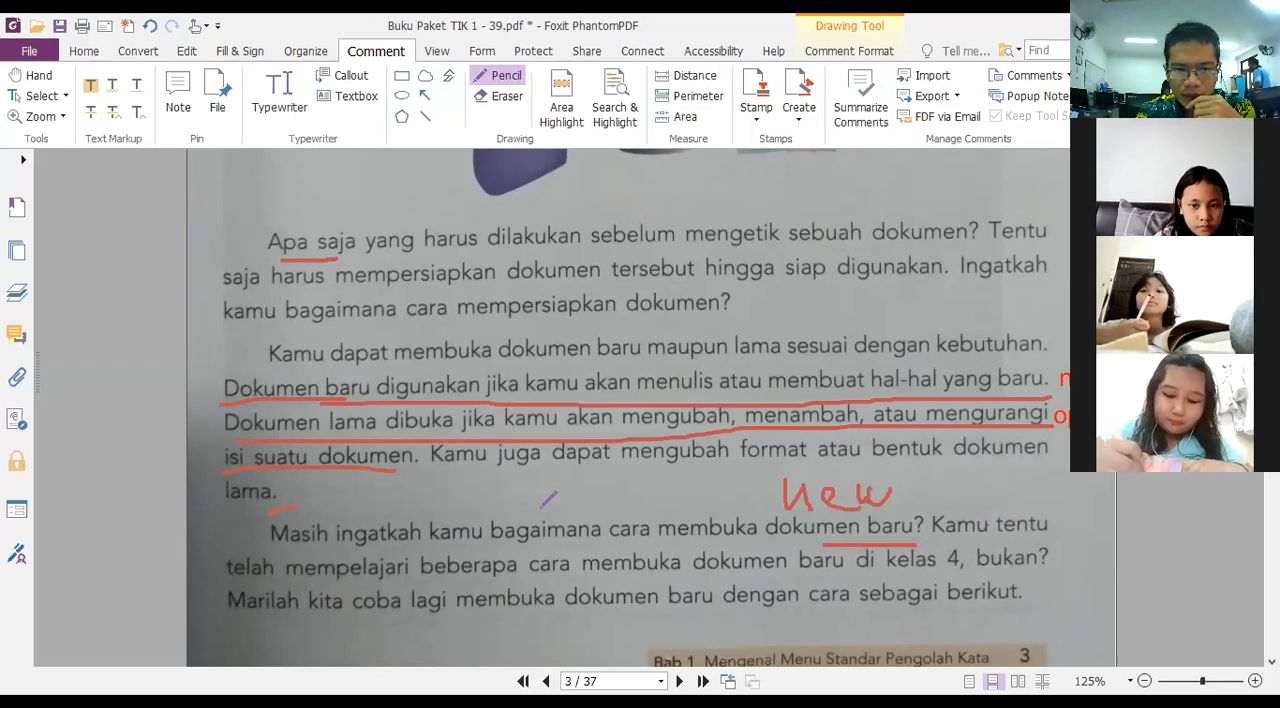 Buku Paket TIK 1 - 39.pdf * - Foxit PhantomPDF
Drawing Tool
File Home Convert Edit Fill & Sign Organize Comment View Form Protect Share Connect Accessibility Help Comment Format Tell me... Find
Hand
Select
Zoom
Tools
Text Markup
Note
File
Pin
Typewriter
Callout
Textbox
Typewriter
Pencil
Eraser
Area Highlight
Search & Highlight
Drawing
Distance
Perimeter
Area
Measure
Stamp
Create
Stamps
Summarize Comments
Import
Export
FDF via Email
Comments
Popup Note
Keep Tool S
Manage Comments
Apa saja yang harus dilakukan sebelum mengetik sebuah dokumen? Tentu
saja harus mempersiapkan dokumen tersebut hingga siap digunakan. Ingatkah
kamu bagaimana cara mempersiapkan dokumen?
Kamu dapat membuka dokumen baru maupun lama sesuai dengan kebutuhan.
Dokumen baru digunakan jika kamu akan menulis atau membuat hal-hal yang baru.
Dokumen lama dibuka jika kamu akan mengubah, menambah, atau mengurangi
isi suatu dokumen. Kamu juga dapat mengubah format atau bentuk dokumen
lama.
new
Masih ingatkah kamu bagaimana cara membuka dokumen baru? Kamu tentu
telah mempelajari beberapa cara membuka dokumen baru di kelas 4, bukan?
Marilah kita coba lagi membuka dokumen baru dengan cara sebagai berikut.
Bab 1 Mengenal Menu Standar Pengolah Kata 3
3 / 37
125%